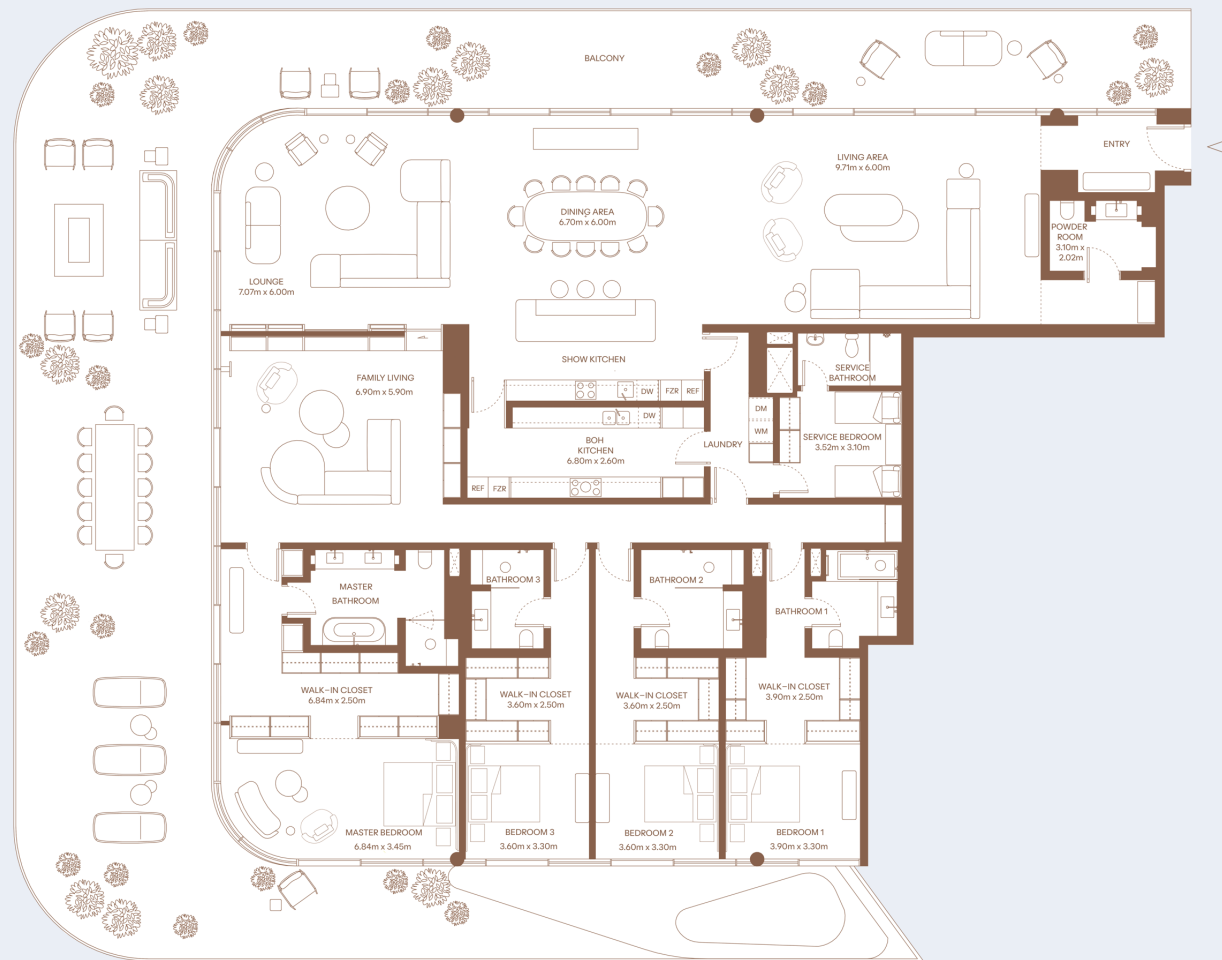 BALCONY
ENTRY
LIVING AREA
9.71m x 6.00m
DINING AREA
6.70m x 6.00m
POWDER
ROOM
3.10m x
2.02m
LOUNGE
7.07m x 6.00m
SHOW KITCHEN
SERVICE
BATHROOM
FAMILY LIVING
6.90m x 5.90m
DW
FZR
REF
DM
WM
DW
BOH
KITCHEN
6.80m x 2.60m
LAUNDRY
SERVICE BEDROOM
3.52m x 3.10m
REF
FZR
MASTER
BATHROOM
BATHROOM 3
BATHROOM 2
BATHROOM 1
WALK-IN CLOSET
6.84m x 2.50m
WALK-IN CLOSET
3.60m x 2.50m
WALK-IN CLOSET
3.60m x 2.50m
WALK-IN CLOSET
3.90m x 2.50m
MASTER BEDROOM
6.84m x 3.45m
BEDROOM 3
3.60m x 3.30m
BEDROOM 2
3.60m x 3.30m
BEDROOM 1
3.90m x 3.30m